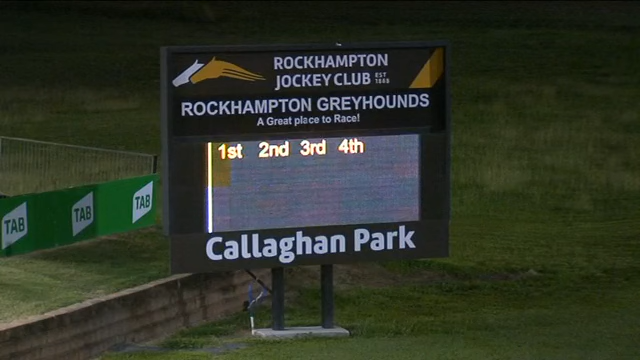 ROCKHAMPTON
JOCKEY CLUB EST 1868
ROCKHAMPTON GREYHOUNDS
A Great place to Race!
1st 2nd 3rd 4th
Callaghan Park
TAB TAB TAB